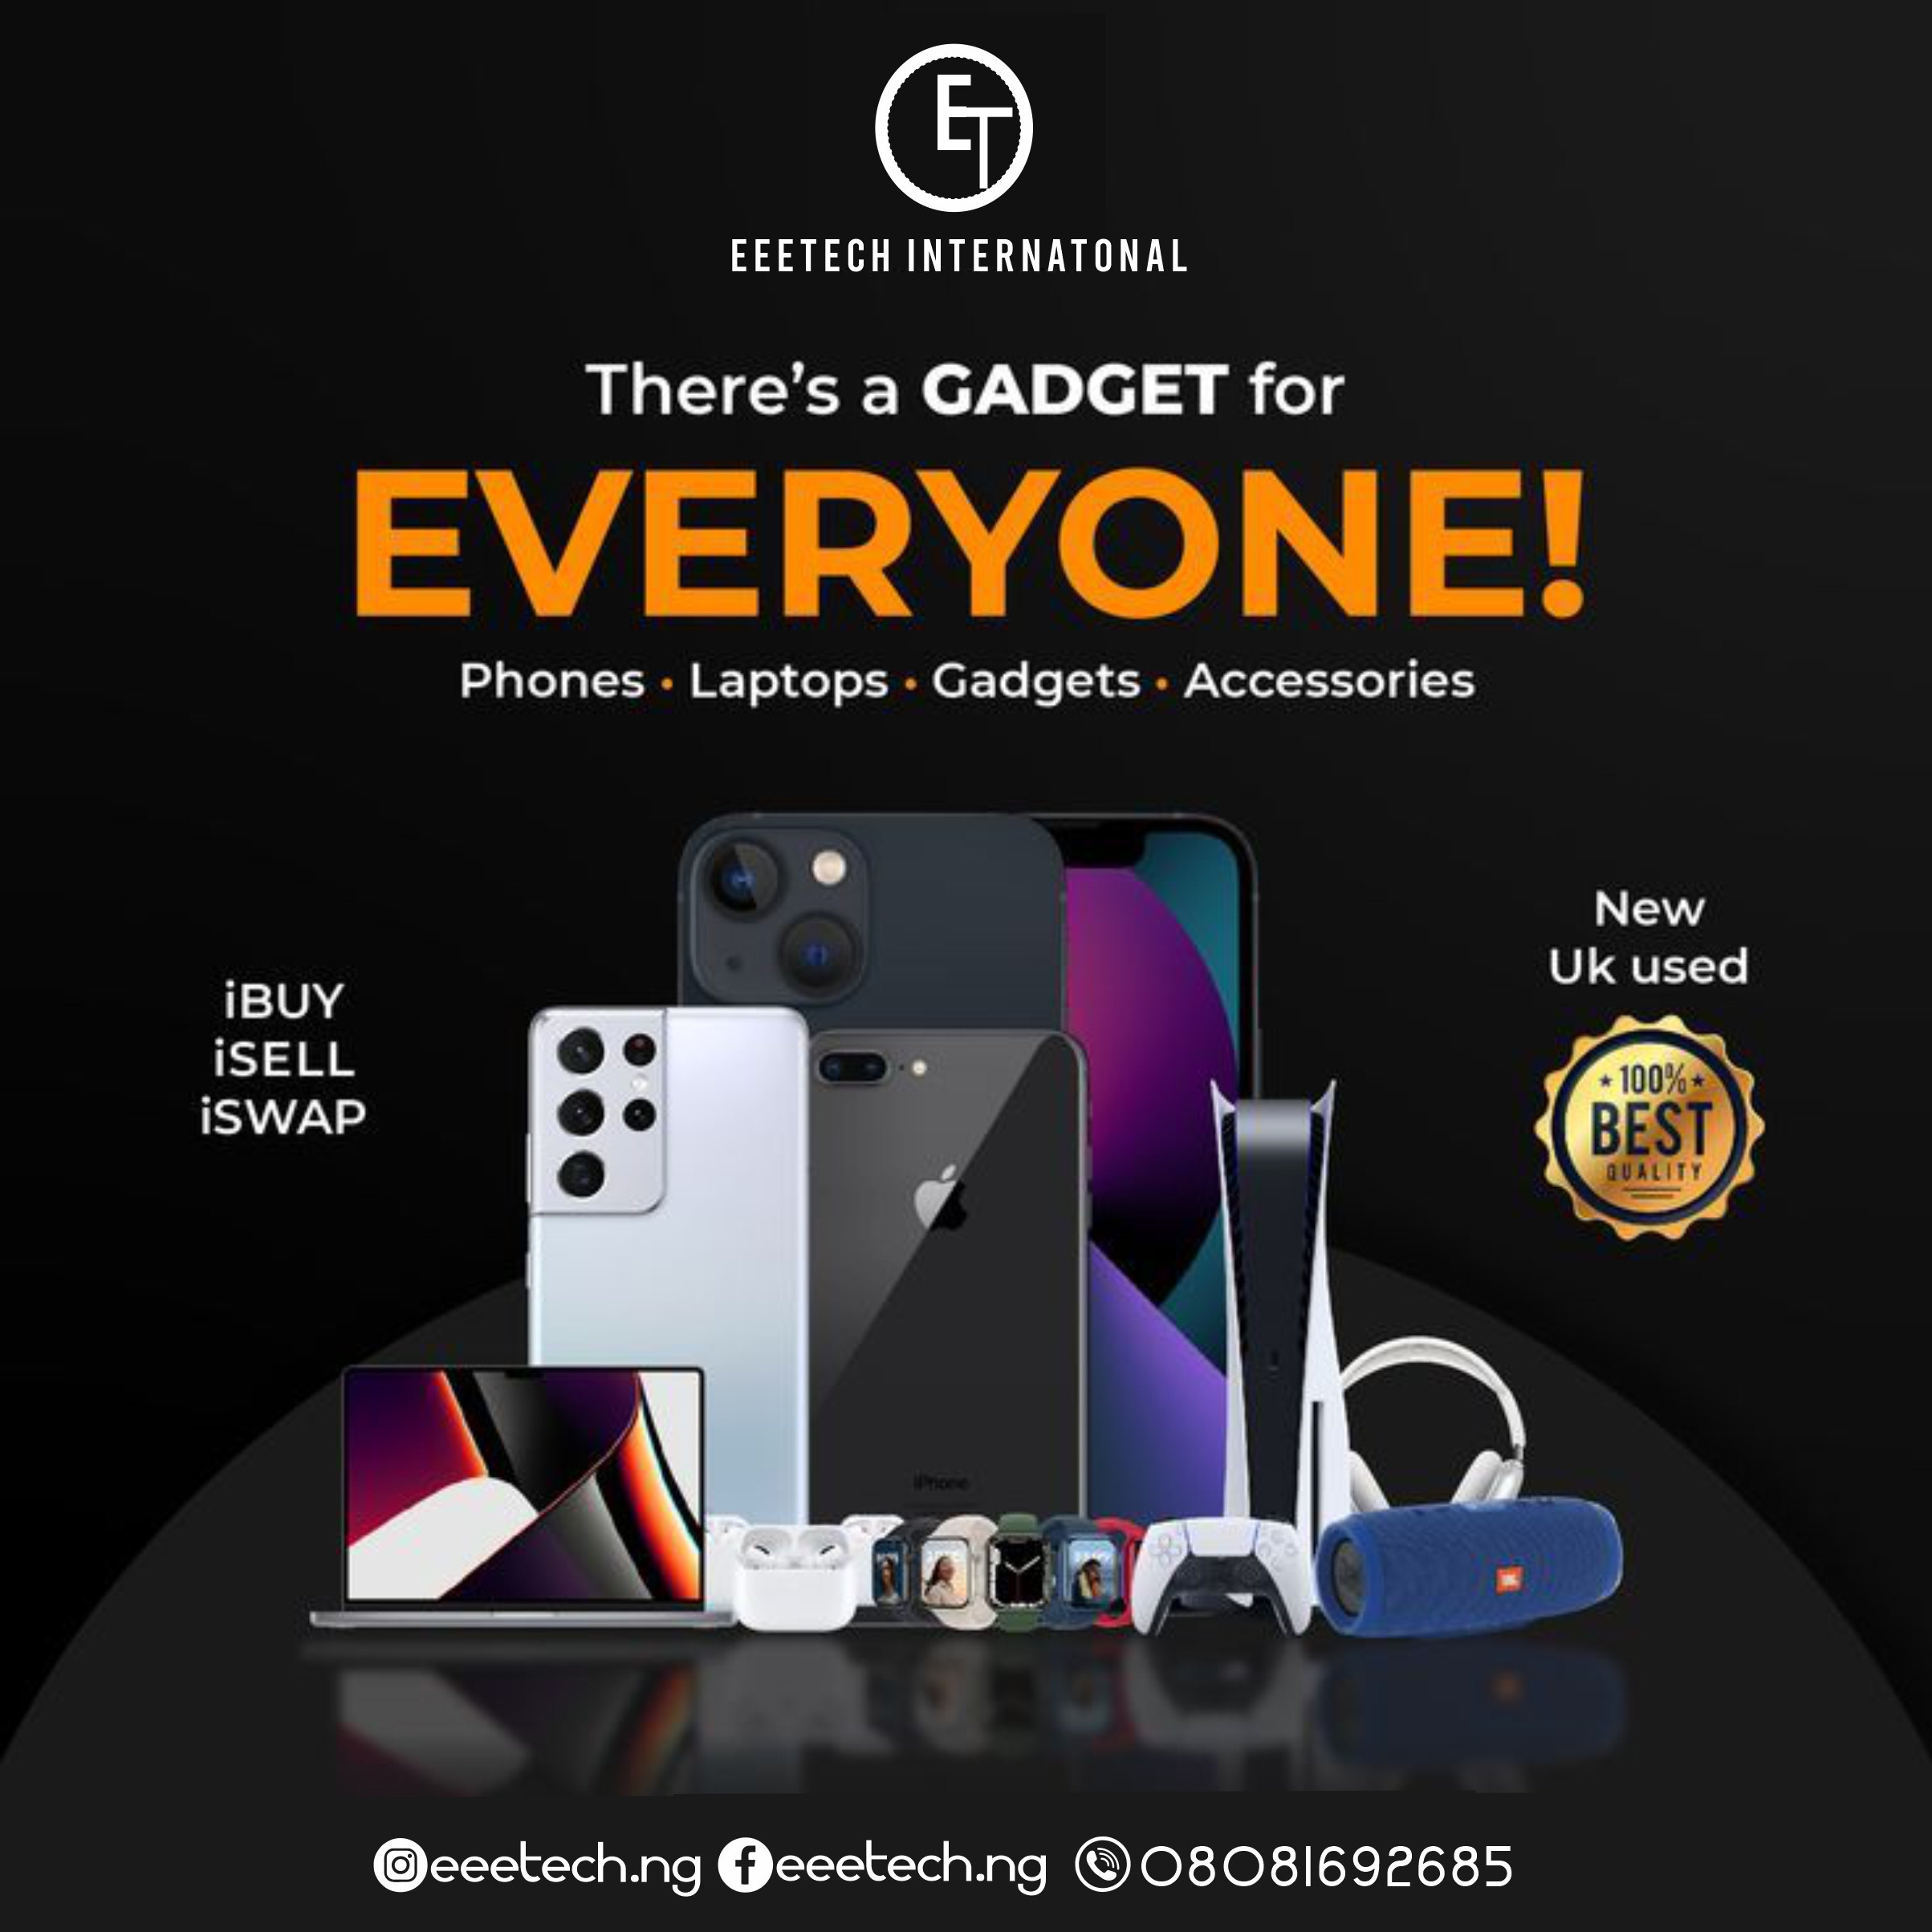 ET
EEETECH INTERNATONAL
There's a GADGET for
EVERYONE!
Phones • Laptops • Gadgets • Accessories
iBUY
iSELL
iSWAP
New
Uk used
100%
BEST
QUALITY
iPhone
JBL
eeetech.ng eeetech.ng 08081692685